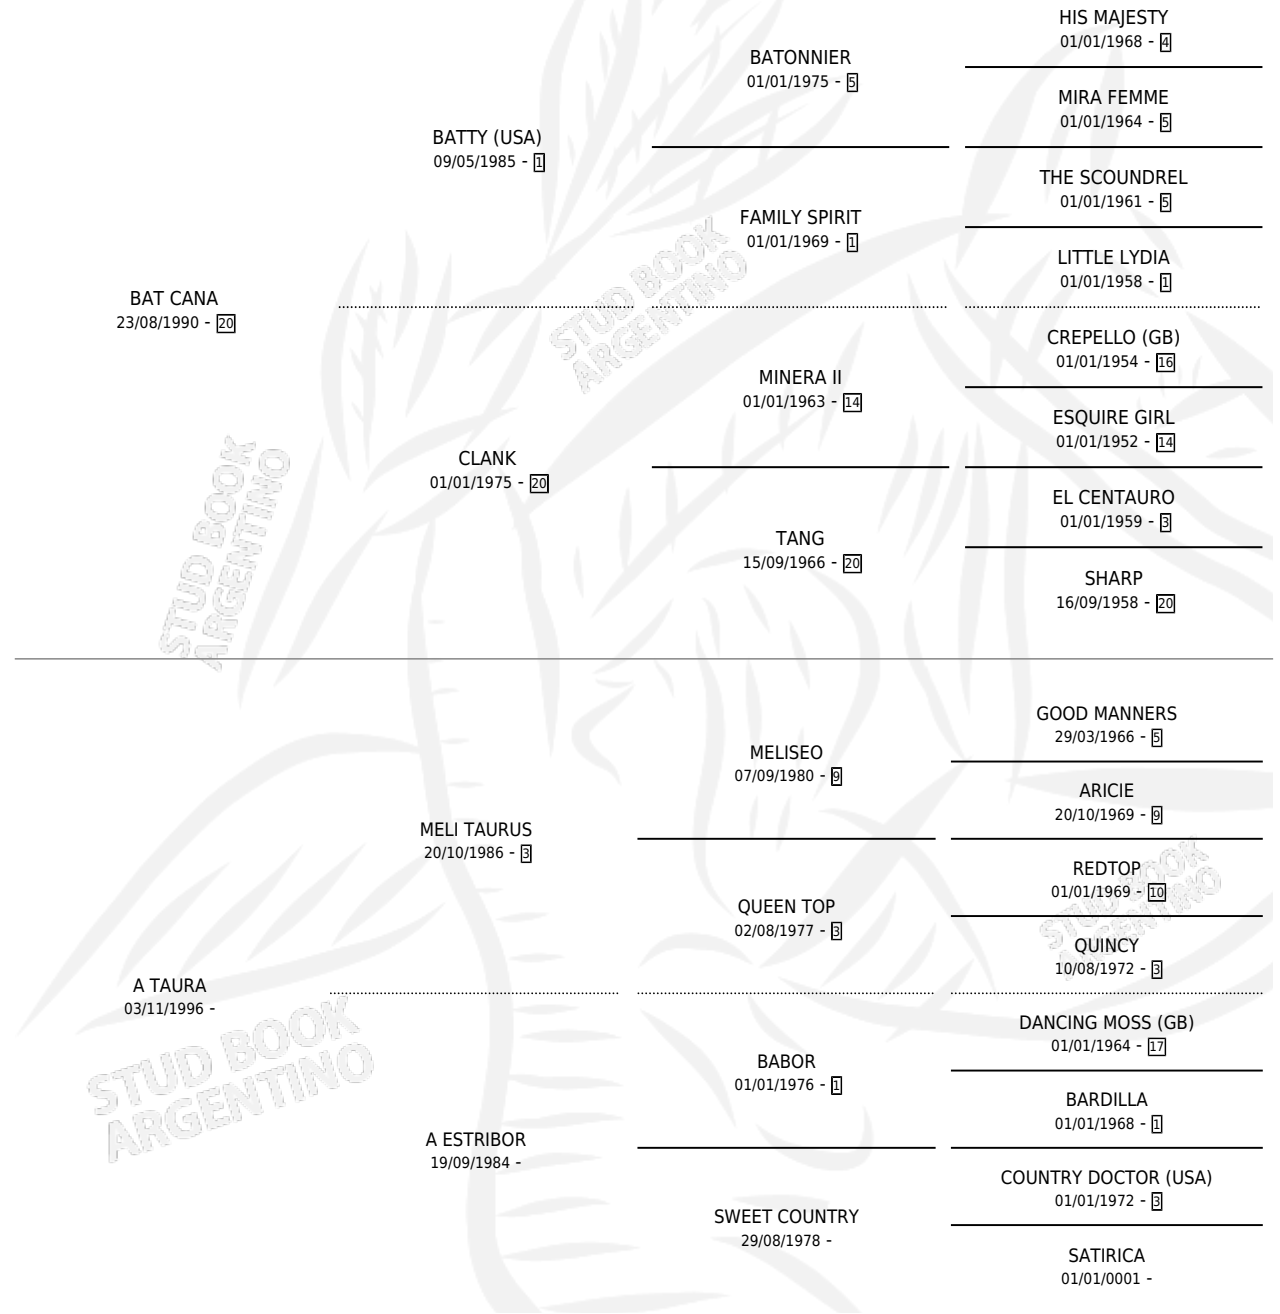 HIS MAJESTY
01/01/1968 - 4
BATONNIER
01/01/1975 - 5
MIRA FEMME
01/01/1964 - 5
BATTY (USA)
09/05/1985 - 1
THE SCOUNDREL
01/01/1961 - 5
FAMILY SPIRIT
01/01/1969 - 1
LITTLE LYDIA
01/01/1958 - 1
BAT CANA
23/08/1990 - 20
STUD BOOK
ARGENTINO
CREPELLO (GB)
01/01/1954 - 16
MINERA II
01/01/1963 - 14
ESQUIRE GIRL
01/01/1952 - 14
CLANK
01/01/1975 - 20
EL CENTAURO
01/01/1959 - 3
TANG
15/09/1966 - 20
SHARP
16/09/1958 - 20
STUD BOOK
ARGENTINO
GOOD MANNERS
29/03/1966 - 5
MELISEO
07/09/1980 - 9
ARICIE
20/10/1969 - 9
MELI TAURUS
20/10/1986 - 3
REDTOP
01/01/1969 - 10
QUEEN TOP
02/08/1977 - 3
QUINCY
10/08/1972 - 3
STUD BOOK
ARGENTINO
A TAURA
03/11/1996 -
DANCING MOSS (GB)
01/01/1964 - 17
BABOR
01/01/1976 - 1
BARDILLA
01/01/1968 - 1
STUD BOOK
ARGENTINO
A ESTRIBOR
19/09/1984 -
COUNTRY DOCTOR (USA)
01/01/1972 - 3
SWEET COUNTRY
29/08/1978 -
SATIRICA
01/01/0001 -